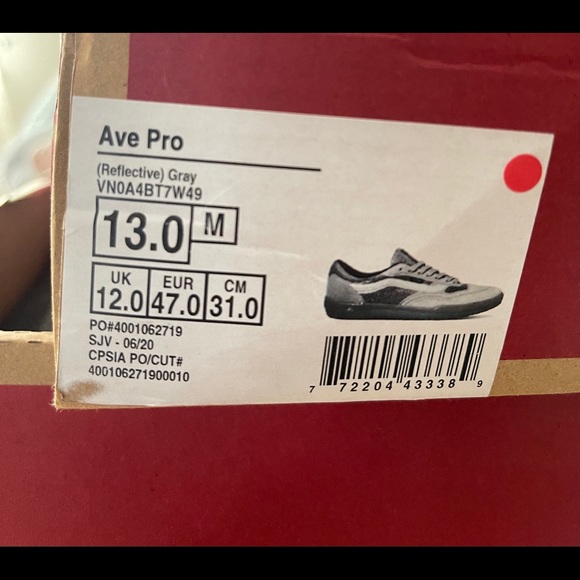 Ave Pro
(Reflective) Gray
VN0A4BT7W49
13.0 M
UK EUR CM
12.0 47.0 31.0
PO#4001062719
SJV - 06/20
CPSIA PO/CUT#
400106271900010
7 72204 43338 9